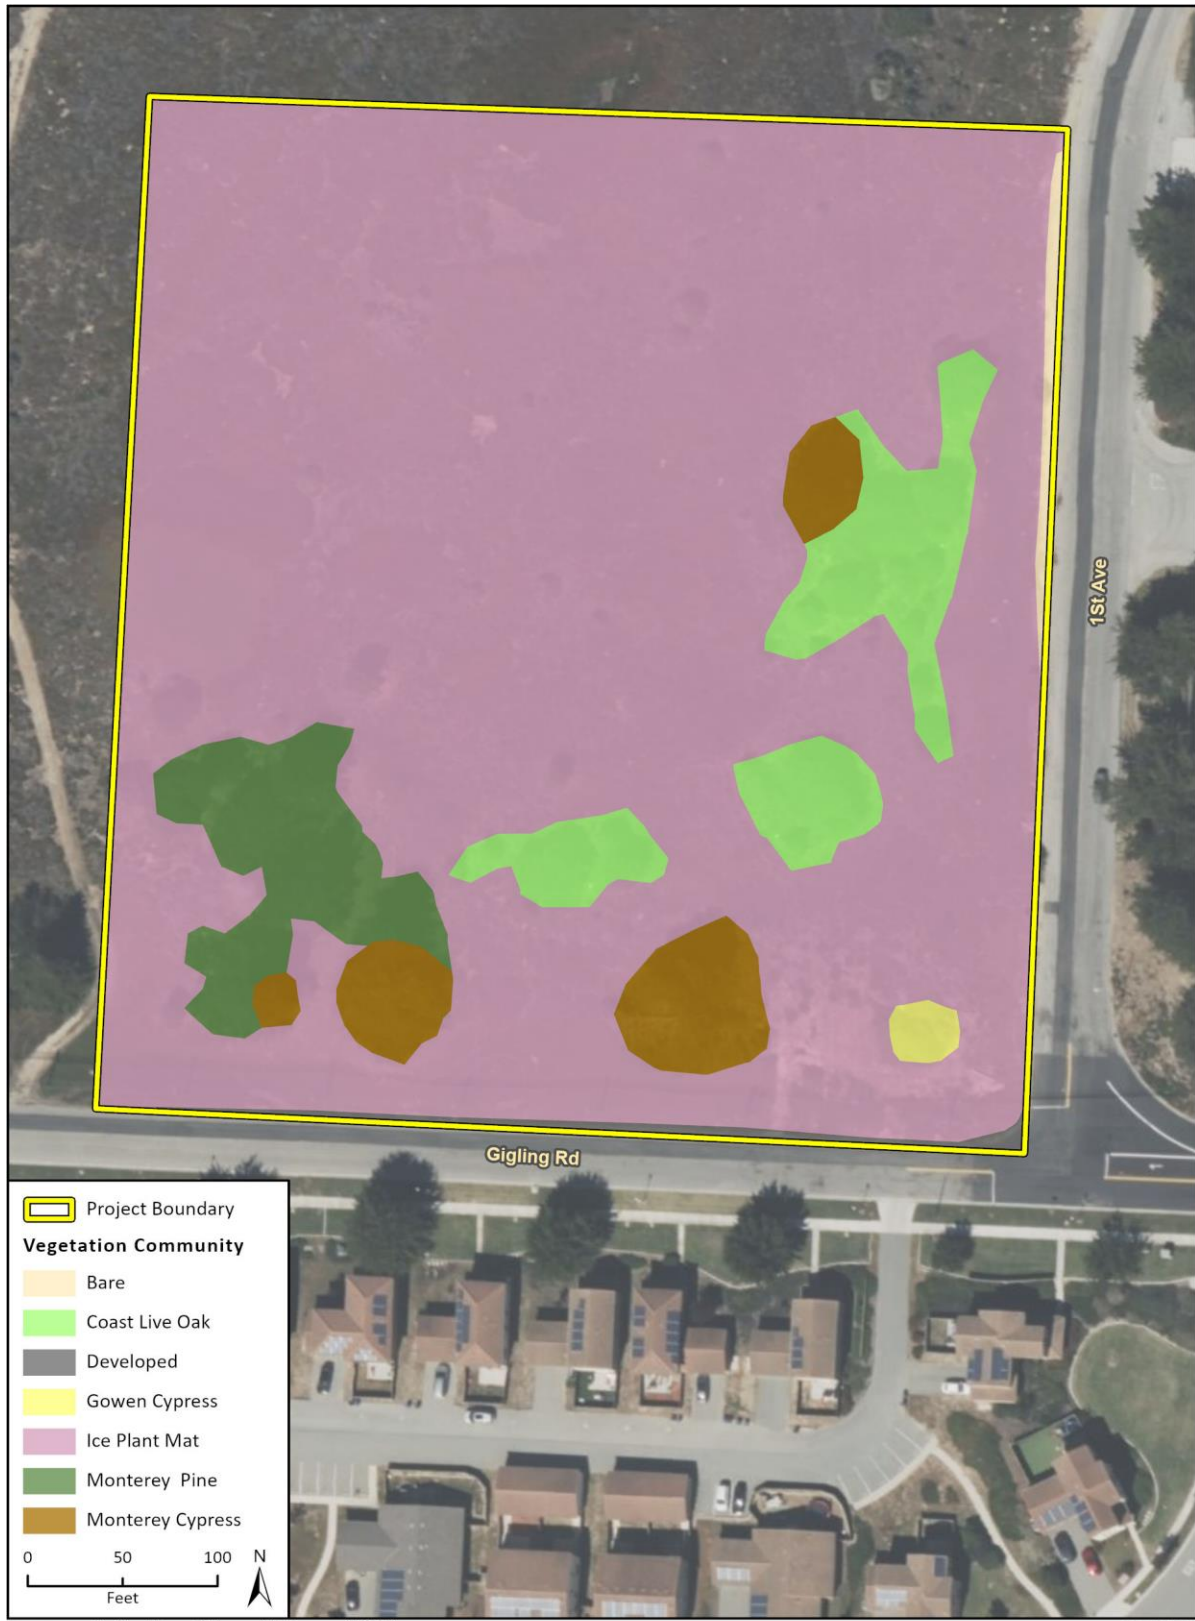 1St Ave
Gigling Rd
Project Boundary
Vegetation Community
Bare
Coast Live Oak
Developed
Gowen Cypress
Ice Plant Mat
Monterey Pine
Monterey Cypress
0 50 100 N
Feet